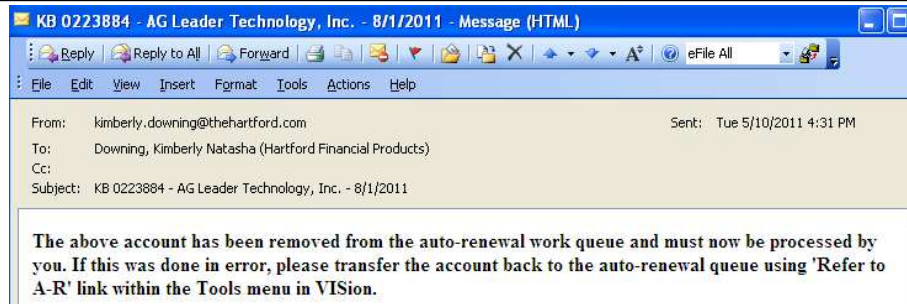 KB 0223884 - AG Leader Technology, Inc. - 8/1/2011 - Message (HTML)
Reply Reply to All Forward eFile All
File Edit View Insert Format Tools Actions Help
From: kimberly.downing@thehartford.com Sent: Tue 5/10/2011 4:31 PM
To: Downing, Kimberly Natasha (Hartford Financial Products)
Cc:
Subject: KB 0223884 - AG Leader Technology, Inc. - 8/1/2011
The above account has been removed from the auto-renewal work queue and must now be processed by
you. If this was done in error, please transfer the account back to the auto-renewal queue using 'Refer to
A-R' link within the Tools menu in VISion.